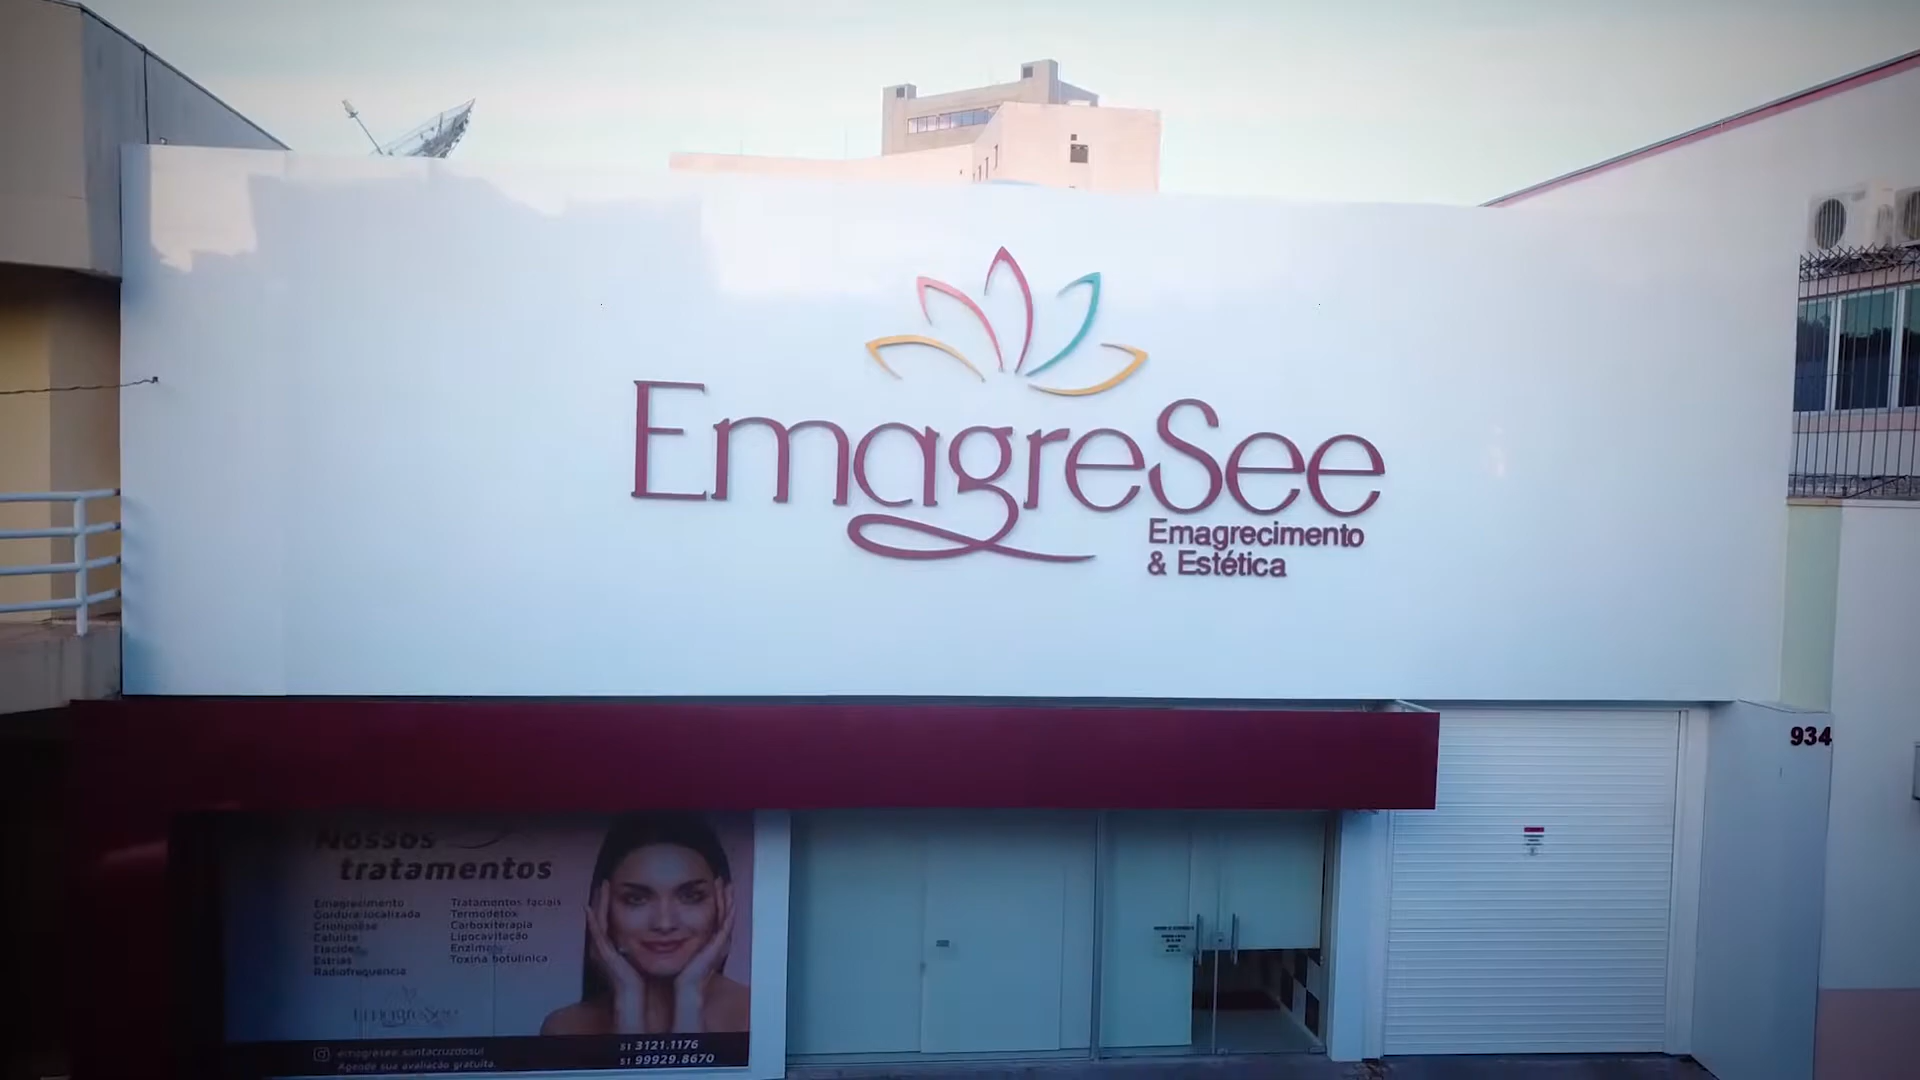 EmagreSee
Emagrecimento
& Estética
934
Nossos
tratamentos
Emagrecimento
Gordura localizada
Criolipólise
Celulite
Flacidez
Estrias
Radiofrequência
Tratamentos faciais
Termodetox
Carboxiterapia
Lipocavitação
Enzimas
Toxina botulínica
EmagreSee
emagresee.santacruzdosul
Agende sua avaliação gratuita.
51 3121.1176
51 99929.8670